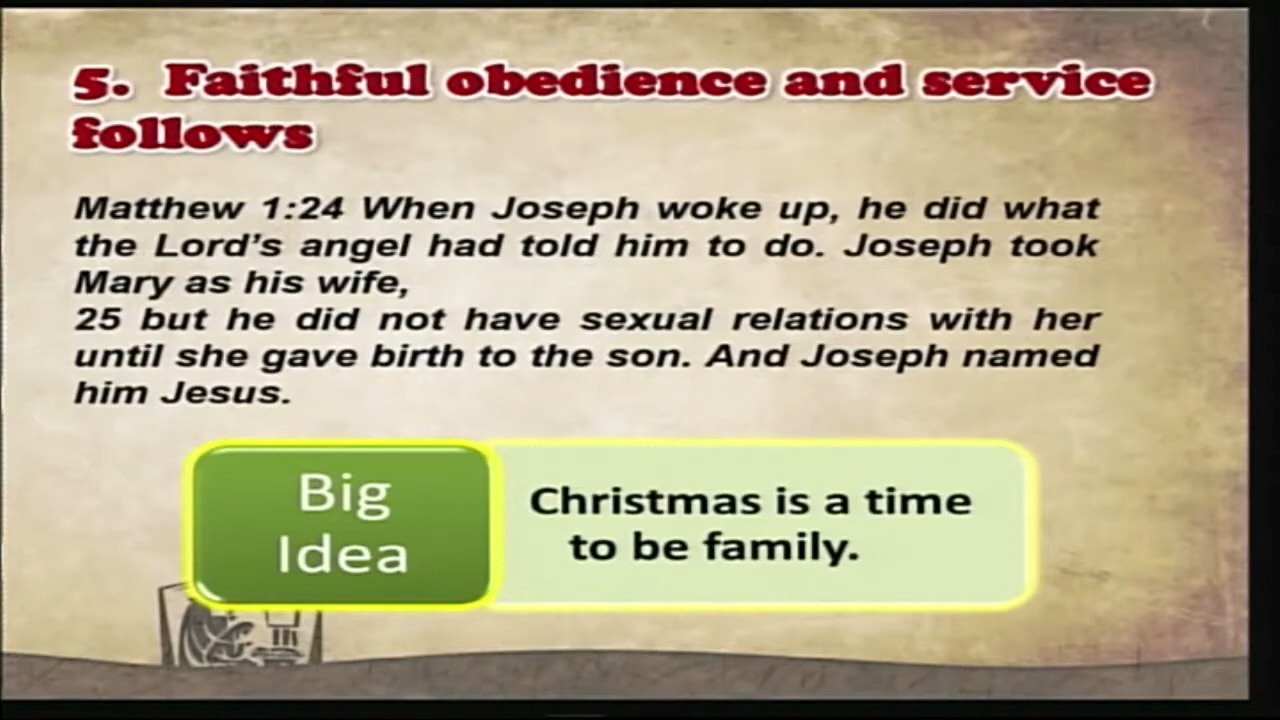 5. Faithful obedience and service
follows
Matthew 1:24 When Joseph woke up, he did what
the Lord's angel had told him to do. Joseph took
Mary as his wife,
25 but he did not have sexual relations with her
until she gave birth to the son. And Joseph named
him Jesus.
Big
Idea
Christmas is a time
to be family.